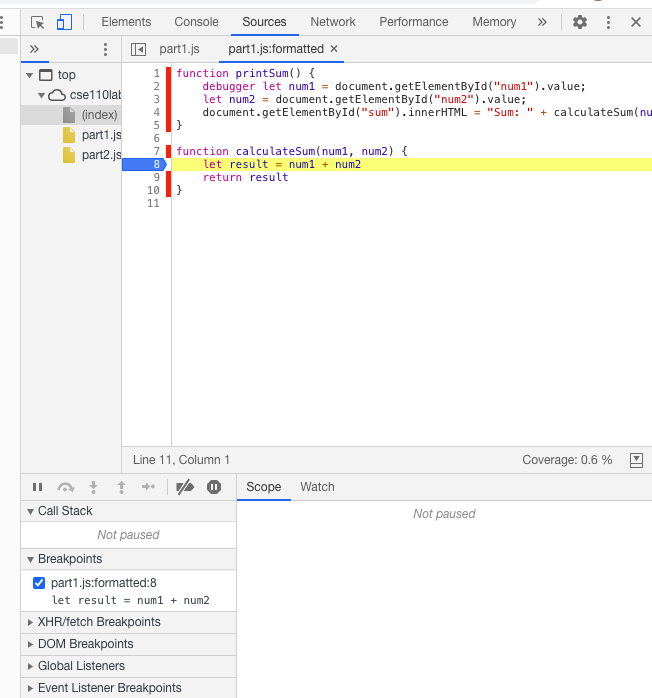 Elements Console Sources Network Performance Memory »
» part1.js part1.js:formatted ×
top
cse110lab
(index)
part1.js
part2.js
1 function printSum() {
2 debugger let num1 = document.getElementById("num1").value;
3 let num2 = document.getElementById("num2").value;
4 document.getElementById("sum").innerHTML = "Sum: " + calculateSum(nu
5 }
6
7 function calculateSum(num1, num2) {
8 let result = num1 + num2
9 return result
10 }
11
Line 11, Column 1 Coverage: 0.6 %
Scope Watch
Call Stack
Not paused
Not paused
Breakpoints
part1.js:formatted:8
let result = num1 + num2
XHR/fetch Breakpoints
DOM Breakpoints
Global Listeners
Event Listener Breakpoints